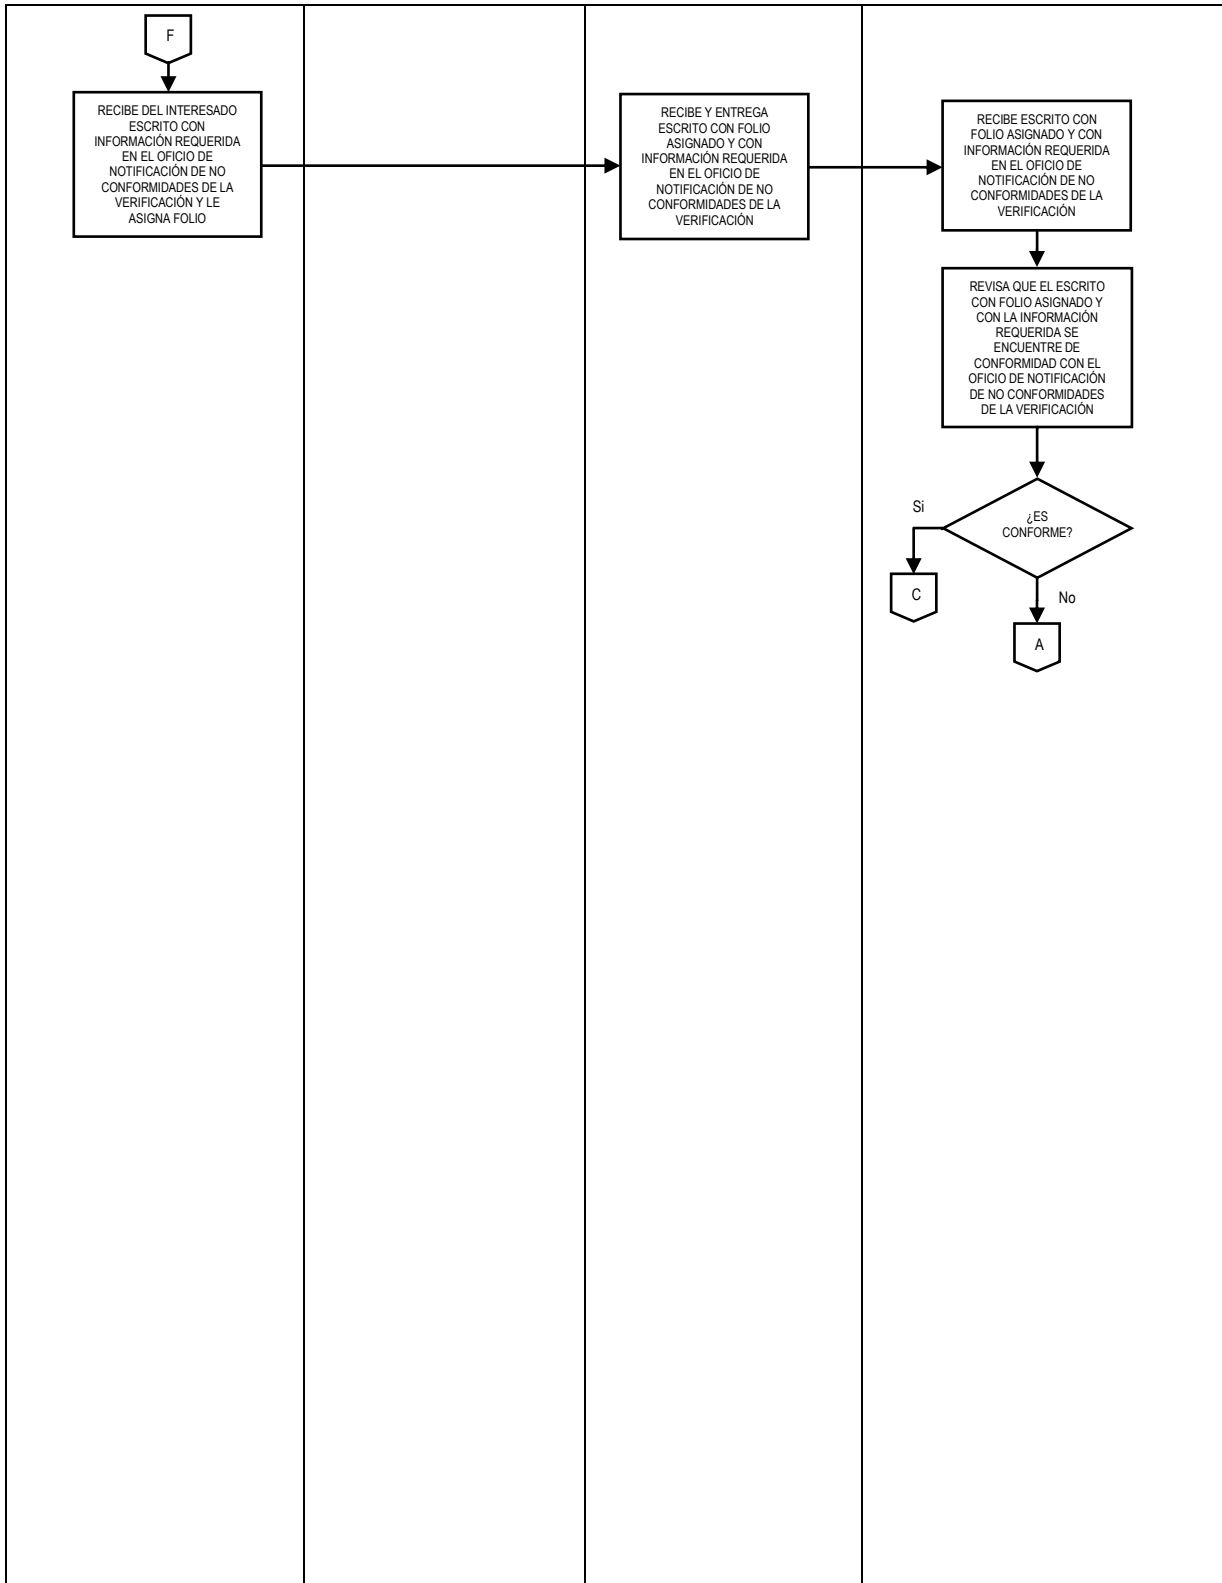 F
RECIBE DEL INTERESADO
ESCRITO CON
INFORMACIÓN REQUERIDA
EN EL OFICIO DE
NOTIFICACIÓN DE NO
CONFORMIDADES DE LA
VERIFICACIÓN Y LE
ASIGNA FOLIO
RECIBE Y ENTREGA
ESCRITO CON FOLIO
ASIGNADO Y CON
INFORMACIÓN REQUERIDA
EN EL OFICIO DE
NOTIFICACIÓN DE NO
CONFORMIDADES DE LA
VERIFICACIÓN
RECIBE ESCRITO CON
FOLIO ASIGNADO Y CON
INFORMACIÓN REQUERIDA
EN EL OFICIO DE
NOTIFICACIÓN DE NO
CONFORMIDADES DE LA
VERIFICACIÓN
REVISA QUE EL ESCRITO
CON FOLIO ASIGNADO Y
CON LA INFORMACIÓN
REQUERIDA SE
ENCUENTRE DE
CONFORMIDAD CON EL
OFICIO DE NOTIFICACIÓN
DE NO CONFORMIDADES
DE LA VERIFICACIÓN
¿ES
CONFORME?
Si
C
No
A